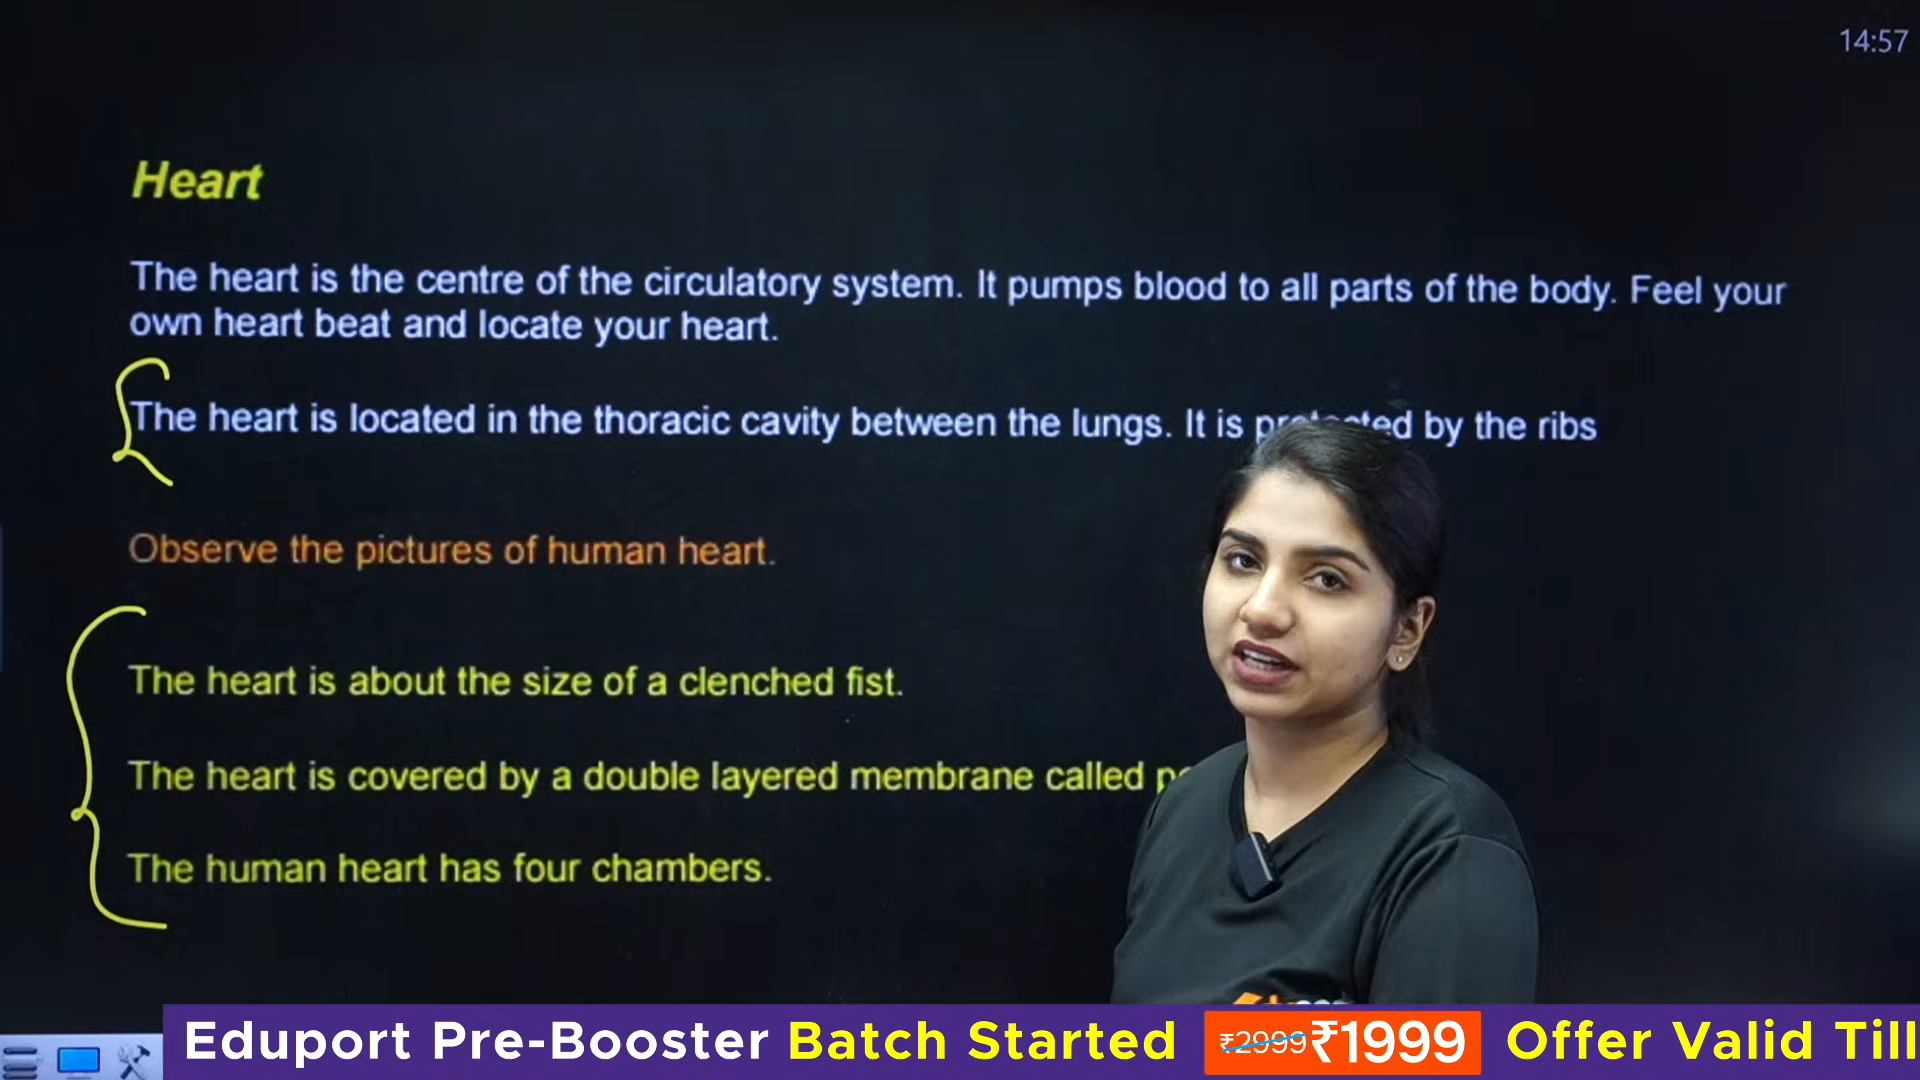 14:57
Heart
The heart is the centre of the circulatory system. It pumps blood to all parts of the body. Feel your
own heart beat and locate your heart.
The heart is located in the thoracic cavity between the lungs. It is protected by the ribs
Observe the pictures of human heart.
The heart is about the size of a clenched fist.
The heart is covered by a double layered membrane called
The human heart has four chambers.
Eduport Pre-Booster Batch Started ₹2999 ₹1999 Offer Valid Till